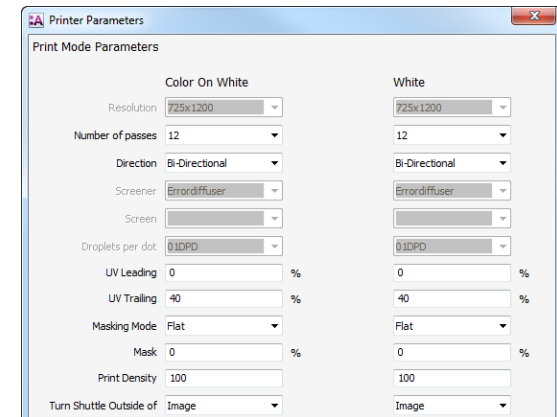 :A Printer Parameters
Print Mode Parameters
Color On White White
Resolution 725x1200 725x1200
Number of passes 12 12
Direction Bi-Directional Bi-Directional
Screener Errordiffuser Errordiffuser
Screen
Droplets per dot 01DPD 01DPD
UV Leading 0 % 0 %
UV Trailing 40 % 40 %
Masking Mode Flat Flat
Mask 0 % 0 %
Print Density 100 100
Turn Shuttle Outside of Image Image